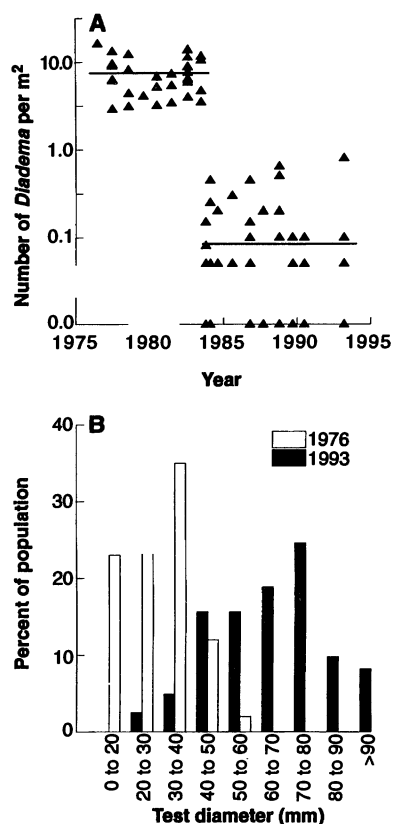 A
Number of Diadema per m²
10.0
1.0
0.1
0.0
1975 1980 1985 1990 1995
Year
B
1976
1993
Percent of population
40
30
20
10
0
0 to 20
20 to 30
30 to 40
40 to 50
50 to 60
60 to 70
70 to 80
80 to 90
>90
Test diameter (mm)